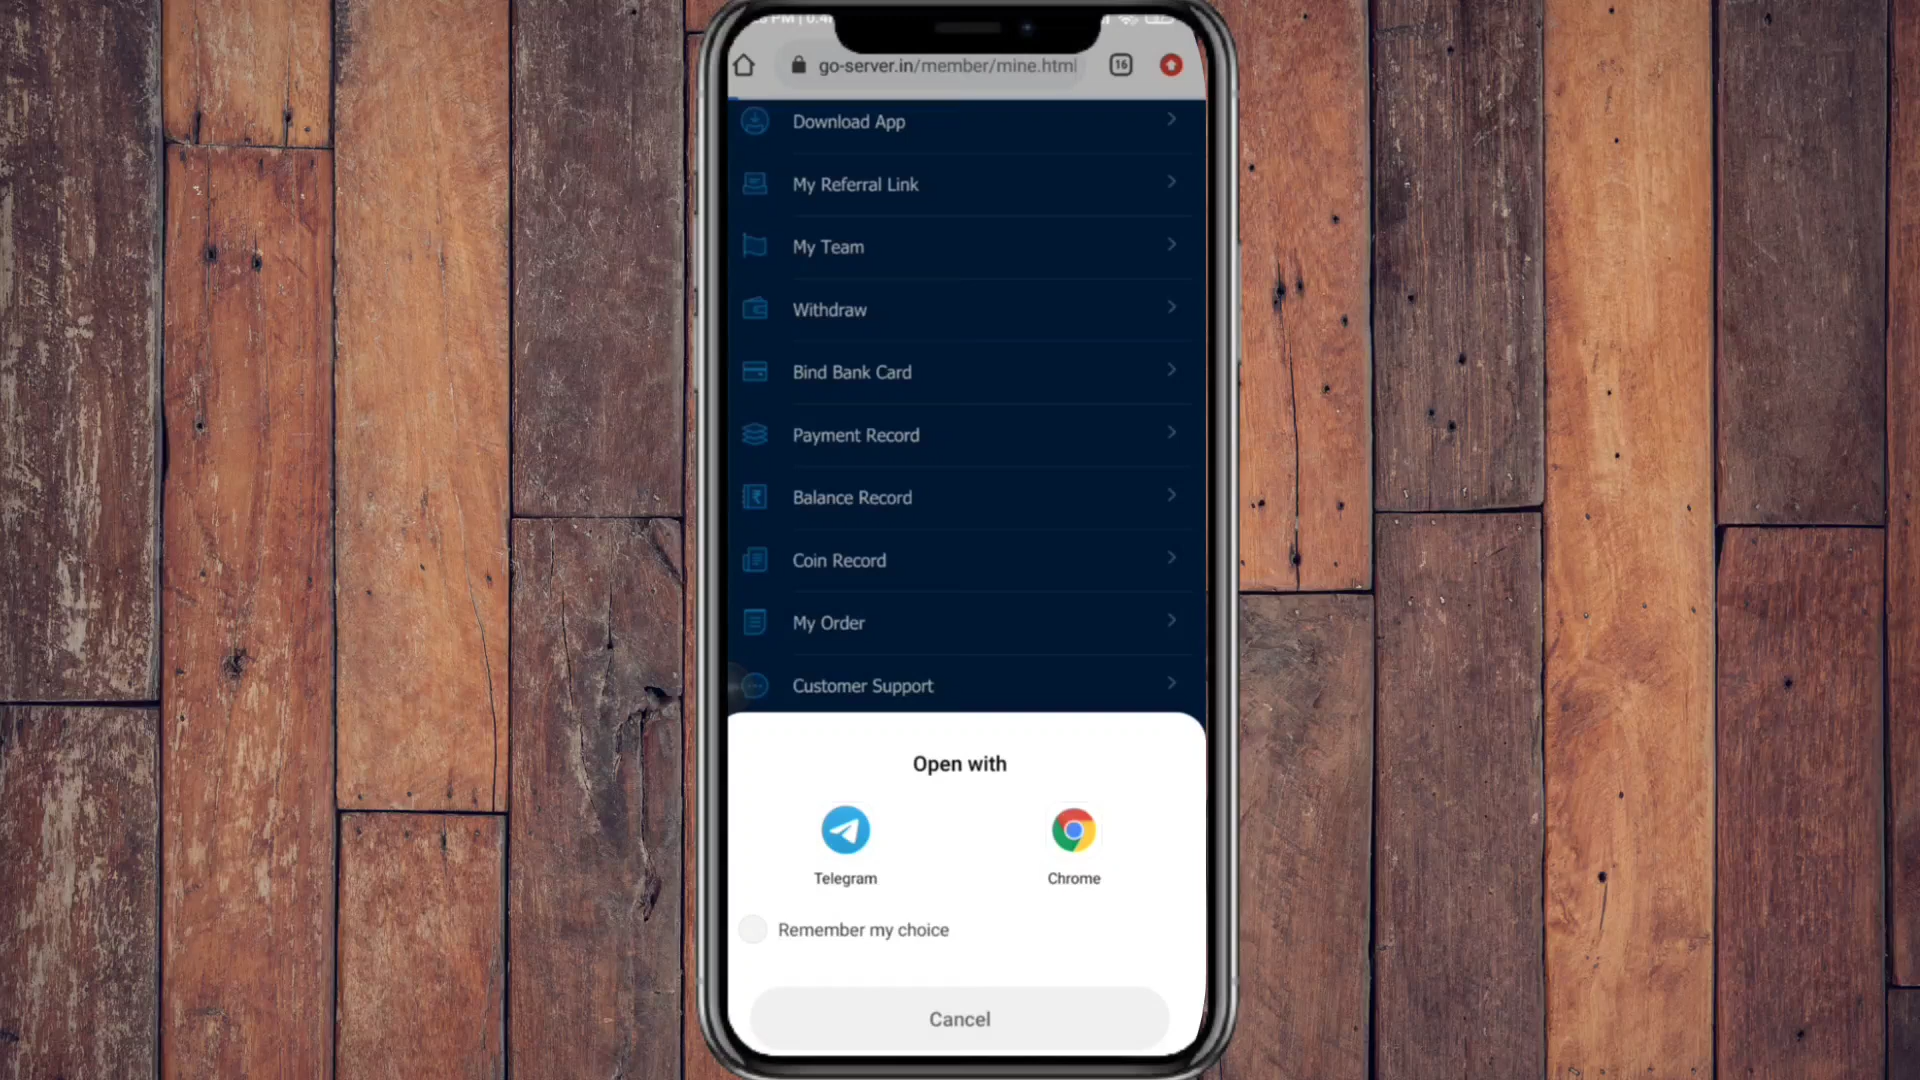 go-server.in/member/mine.html
16
Download App
My Referral Link
My Team
Withdraw
Bind Bank Card
Payment Record
Balance Record
Coin Record
My Order
Customer Support
Open with
Telegram
Chrome
Remember my choice
Cancel